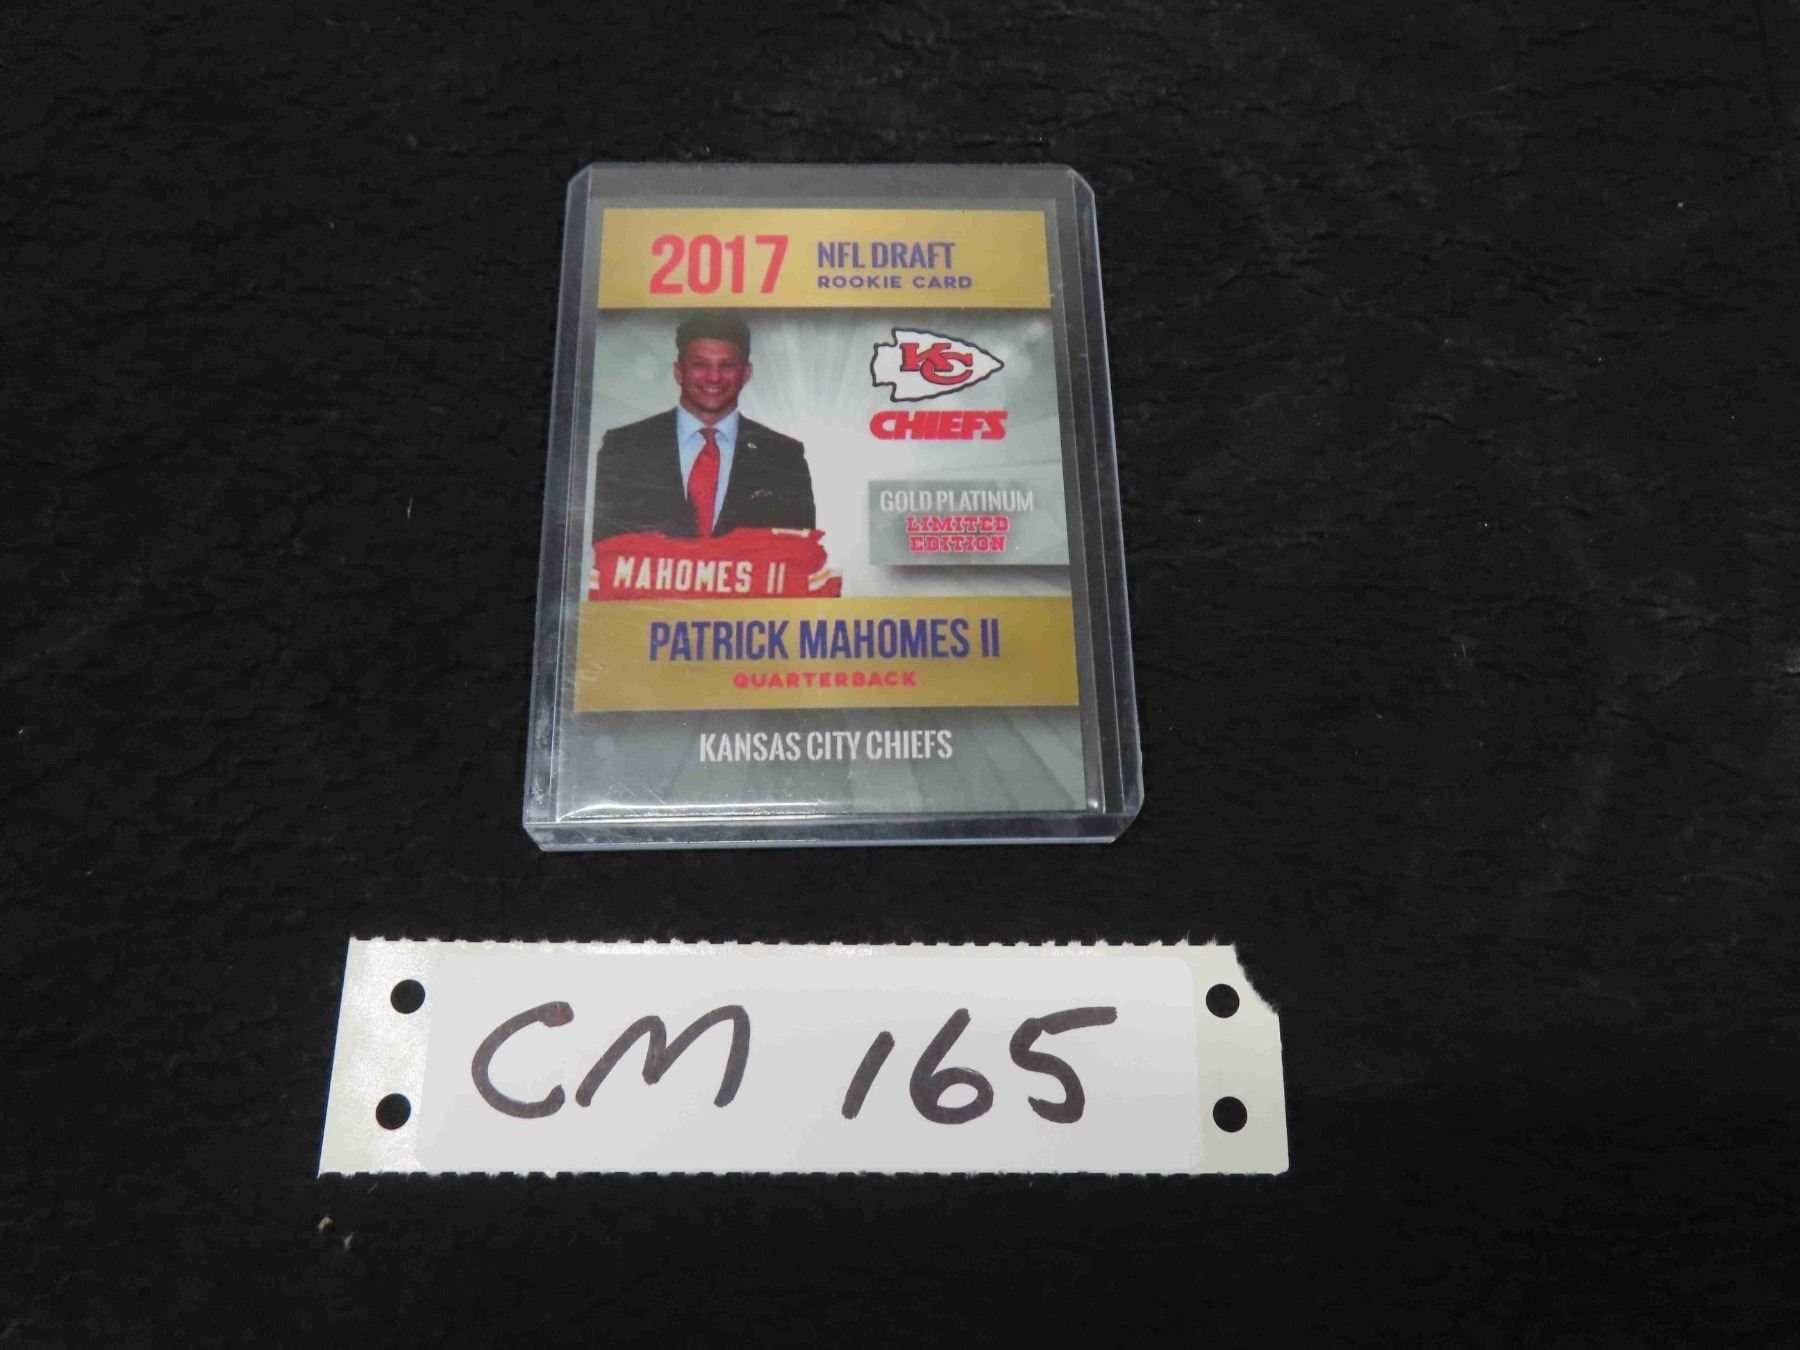 2017
NFL DRAFT
ROOKIE CARD
KC
CHIEFS
GOLD PLATINUM
LIMITED
EDITION
1
MAHOMES II
PATRICK MAHOMES II
QUARTERBACK
KANSAS CITY CHIEFS
CM 165